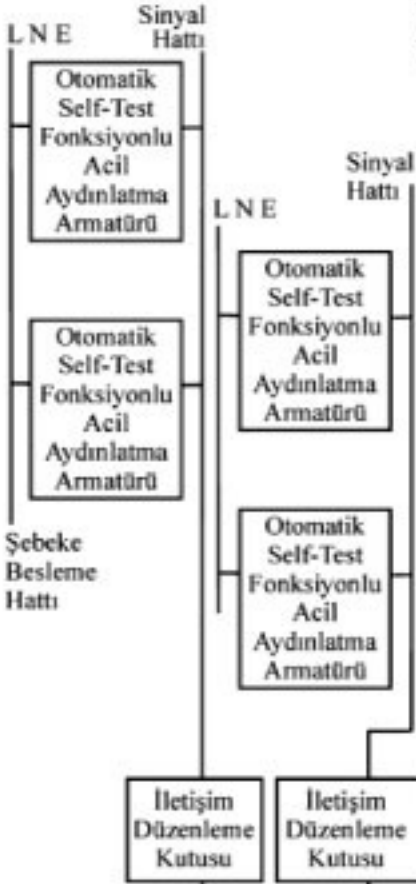 L N E
Sinyal
Hattı
Otomatik
Self-Test
Fonksiyonlu
Acil
Aydınlatma
Armatürü
Otomatik
Self-Test
Fonksiyonlu
Acil
Aydınlatma
Armatürü
Şebeke
Besleme
Hattı
L N E
Sinyal
Hattı
Otomatik
Self-Test
Fonksiyonlu
Acil
Aydınlatma
Armatürü
Otomatik
Self-Test
Fonksiyonlu
Acil
Aydınlatma
Armatürü
İletişim
Düzenleme
Kutusu
İletişim
Düzenleme
Kutusu